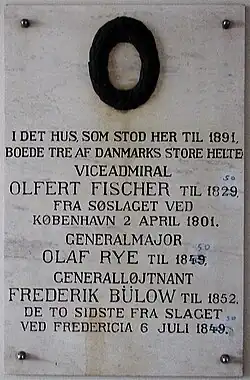 I DET HUS, SOM STOD HER TIL 1891,
BOEDE TRE AF DANMARKS STORE HELTE
VICEADMIRAL
OLFERT FISCHER TIL 1829,
FRA SØSLAGET VED
KØBENHAVN 2 APRIL 1801.
GENERALMAJOR
OLAF RYE TIL 1849,
GENERALLØJTNANT
FREDERIK BÜLOW TIL 1852,
DE TO SIDSTE FRA SLAGET
VED FREDERICIA 6 JULI 1849.